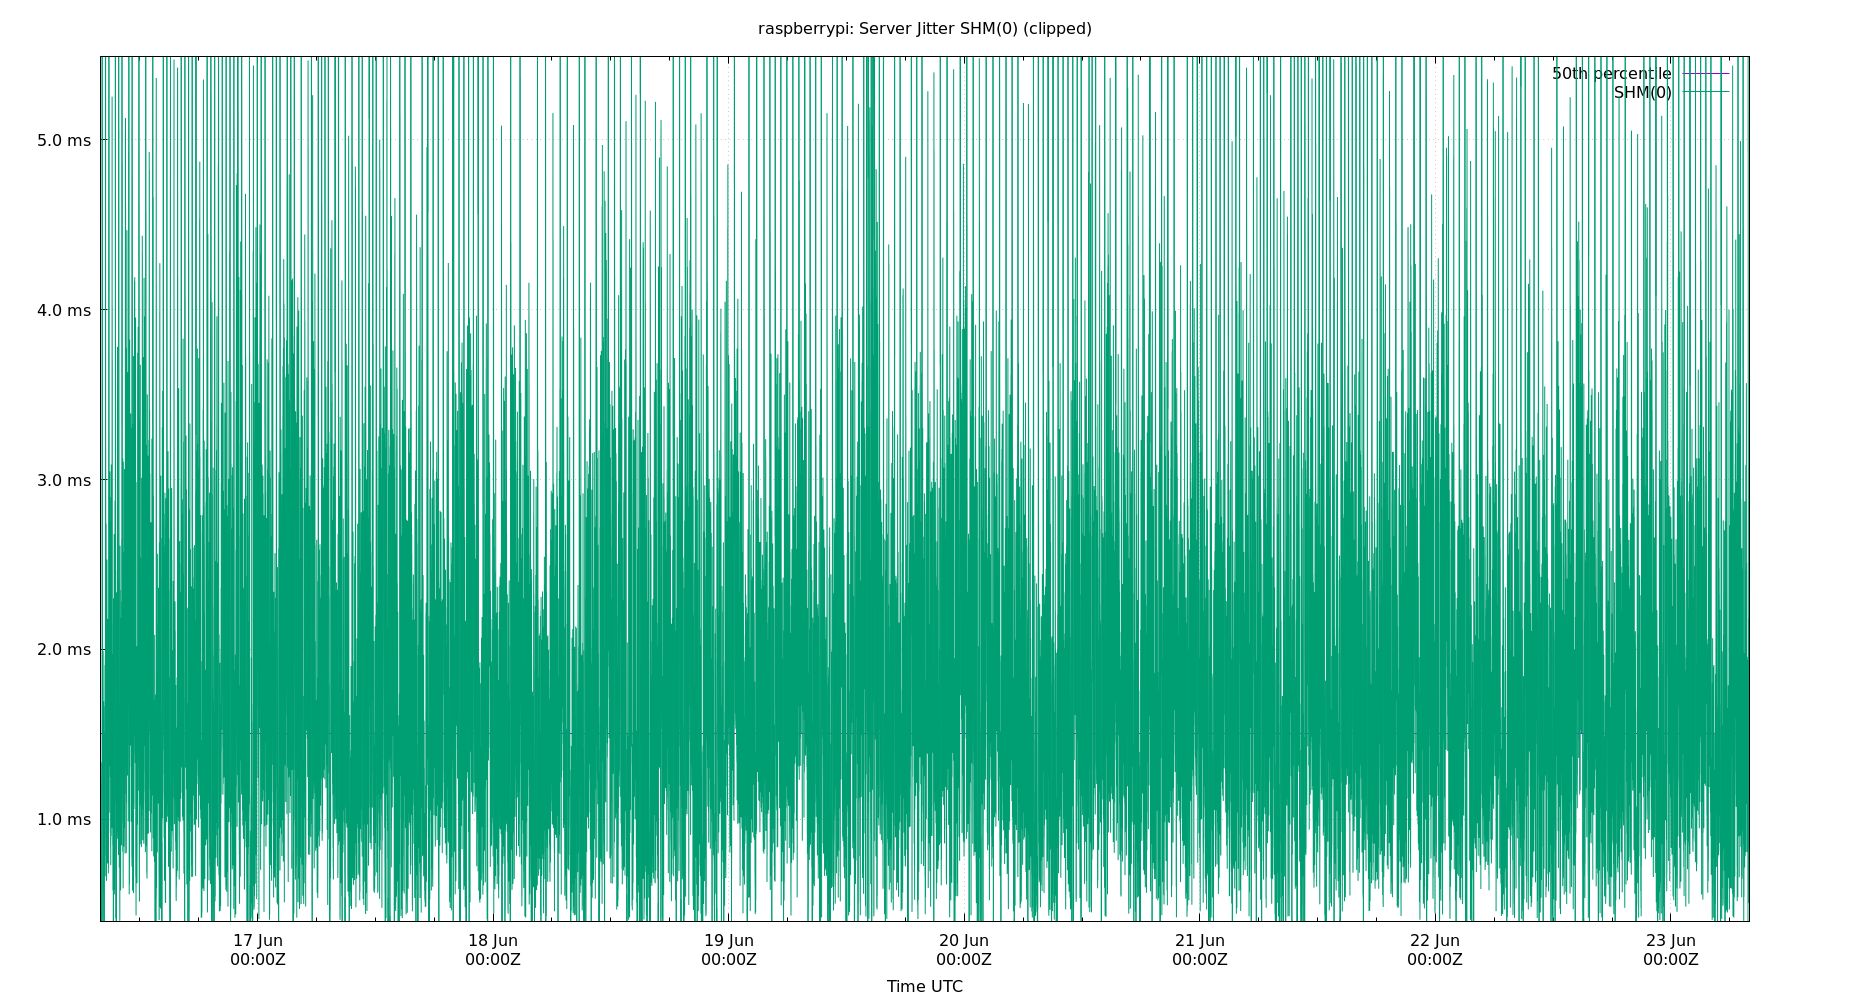 raspberrypi: Server Jitter SHM(0) (clipped)
50th percentile
SHM(0)
5.0 ms
4.0 ms
3.0 ms
2.0 ms
1.0 ms
17 Jun 18 Jun 19 Jun 20 Jun 21 Jun 22 Jun 23 Jun
00:00Z 00:00Z 00:00Z 00:00Z 00:00Z 00:00Z 00:00Z
Time UTC